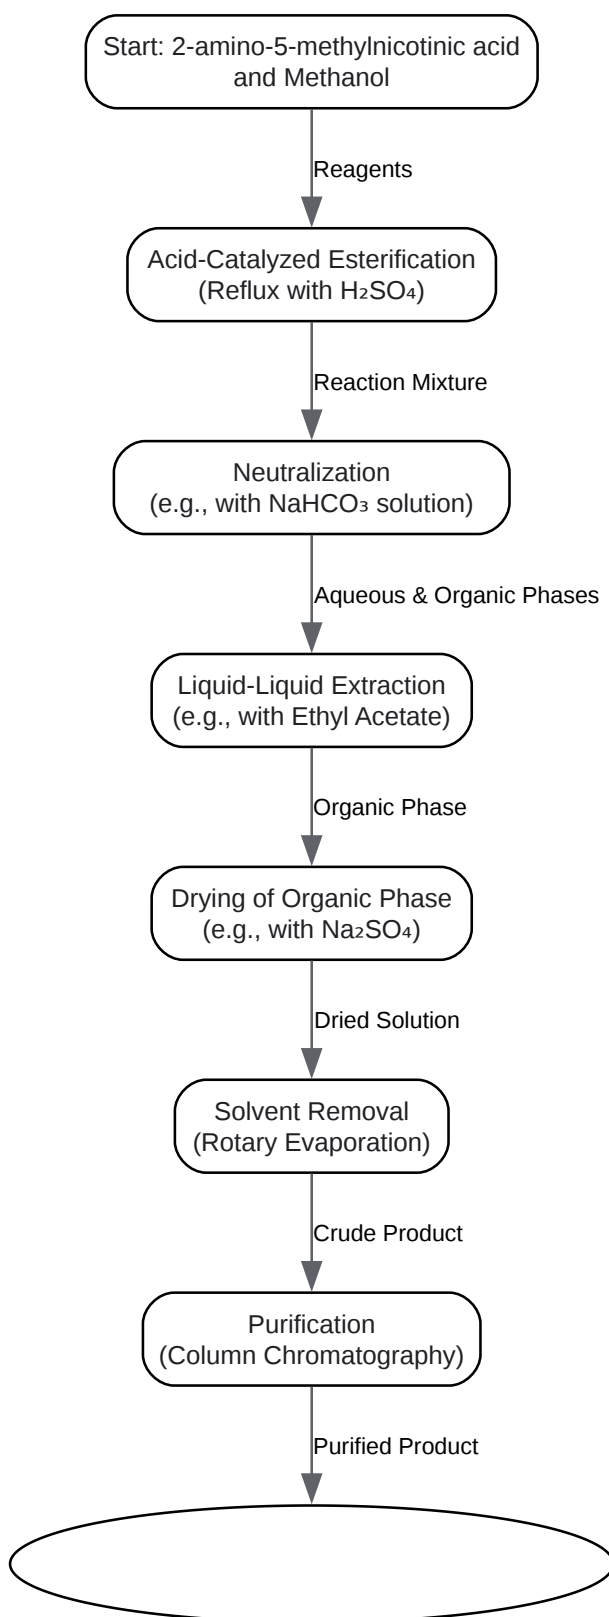 Start: 2-amino-5-methylnicotinic acid
and Methanol
Reagents
Acid-Catalyzed Esterification
(Reflux with H₂SO₄)
Reaction Mixture
Neutralization
(e.g., with NaHCO₃ solution)
Aqueous & Organic Phases
Liquid-Liquid Extraction
(e.g., with Ethyl Acetate)
Organic Phase
Drying of Organic Phase
(e.g., with Na₂SO₄)
Dried Solution
Solvent Removal
(Rotary Evaporation)
Crude Product
Purification
(Column Chromatography)
Purified Product